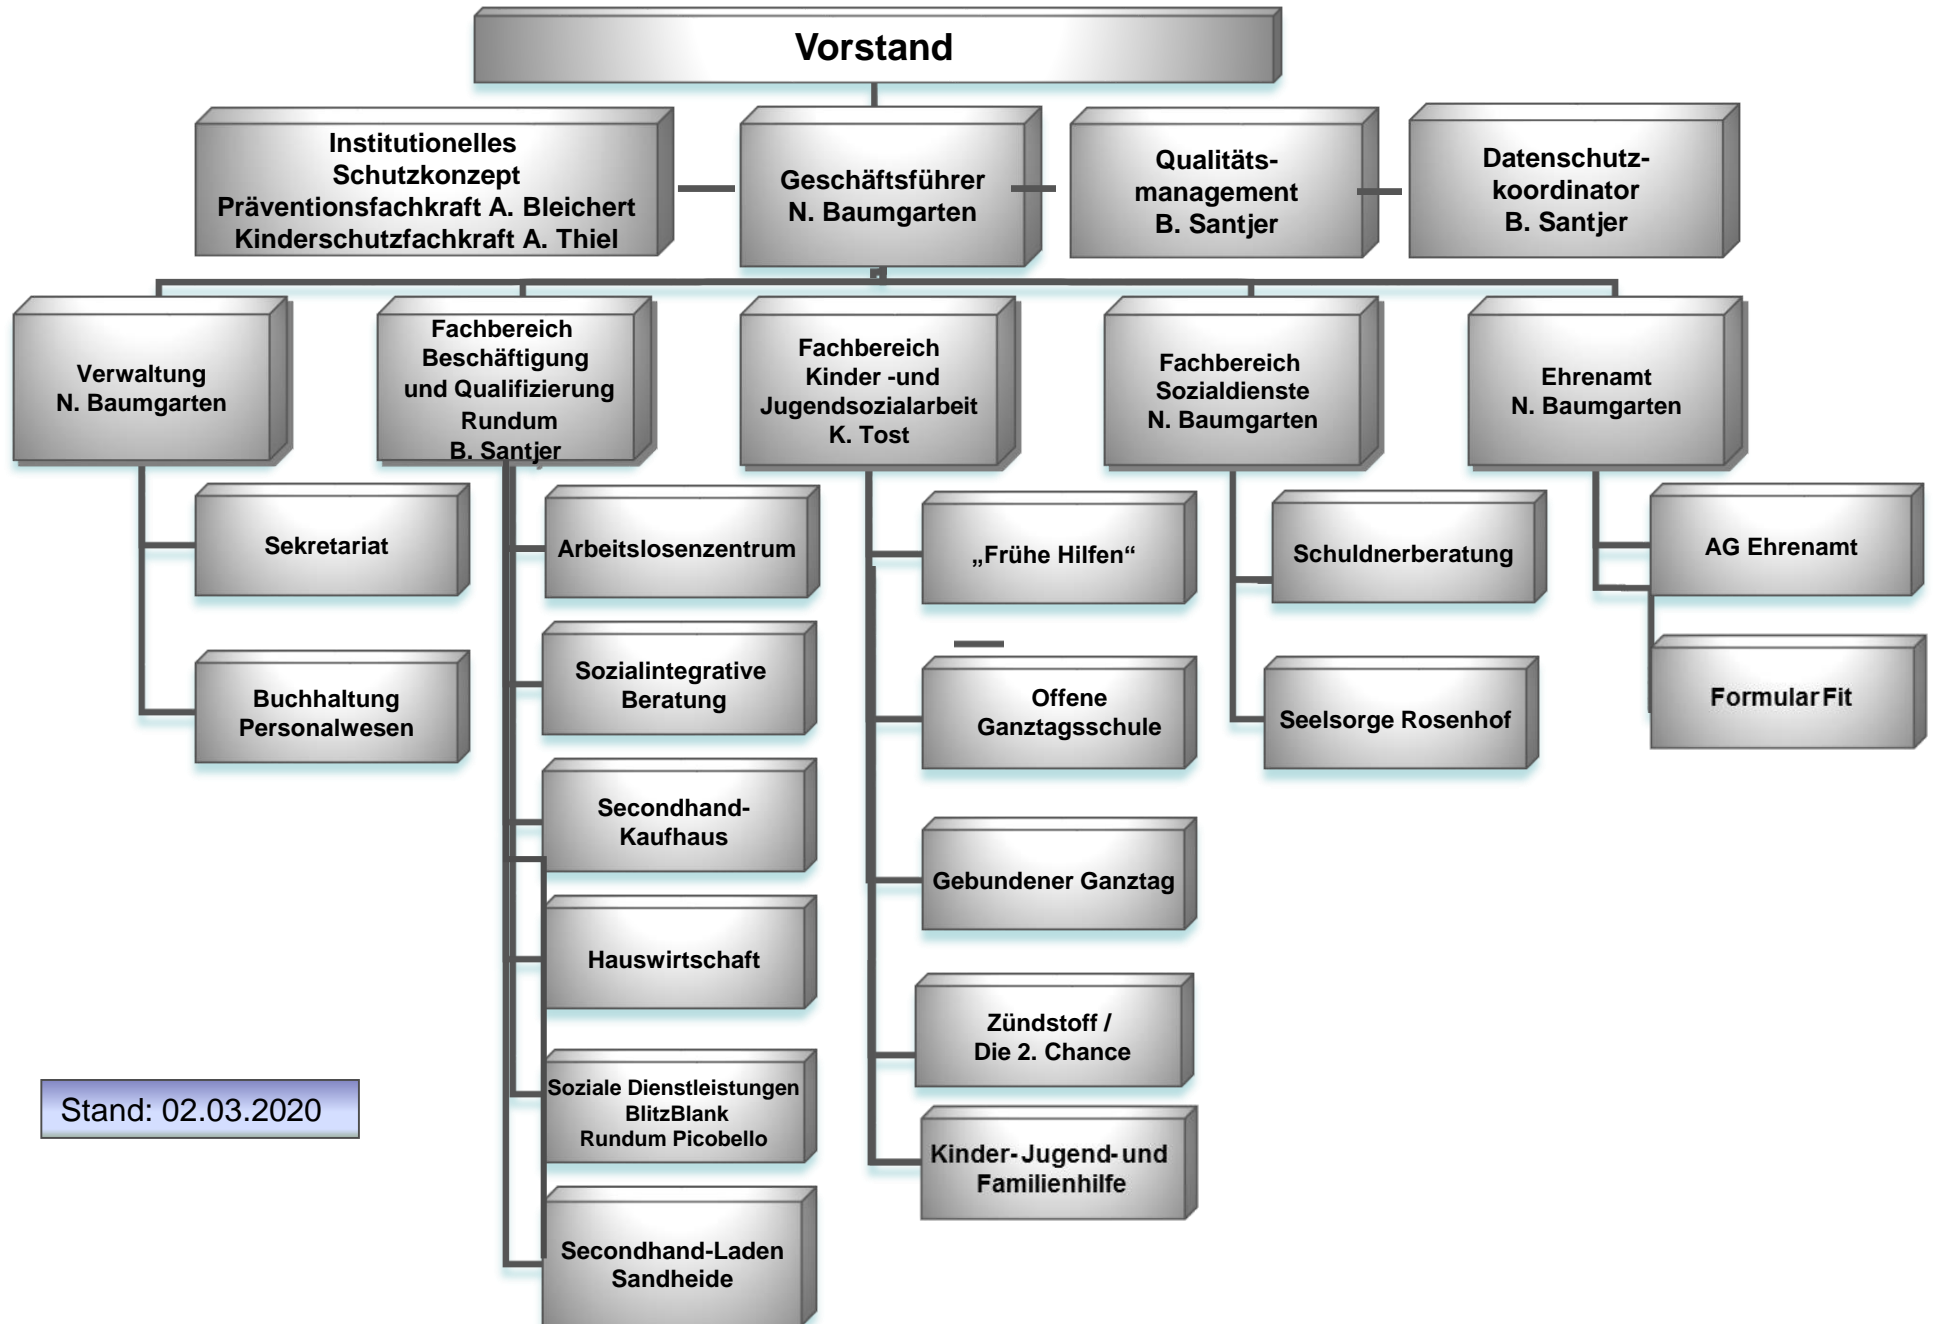 Vorstand
Institutionelles
Schutzkonzept
Präventionsfachkraft A. Bleichert
Kinderschutzfachkraft A. Thiel
Geschäftsführer
N. Baumgarten
Qualitäts-
management
B. Santjer
Datenschutz-
koordinator
B. Santjer
Verwaltung
N. Baumgarten
Fachbereich
Beschäftigung
und Qualifizierung
Rundum
B. Santjer
Fachbereich
Kinder -und
Jugendsozialarbeit
K. Tost
Fachbereich
Sozialdienste
N. Baumgarten
Ehrenamt
N. Baumgarten
Sekretariat
Buchhaltung
Personalwesen
Arbeitslosenzentrum
Sozialintegrative
Beratung
Secondhand-
Kaufhaus
Hauswirtschaft
Soziale Dienstleistungen
BlitzBlank
Rundum Picobello
Secondhand-Laden
Sandheide
„Frühe Hilfen“
Offene
Ganztagsschule
Gebundener Ganztag
Zündstoff /
Die 2. Chance
Kinder- Jugend- und
Familienhilfe
Schuldnerberatung
Seelsorge Rosenhof
AG Ehrenamt
Formular Fit
Stand: 02.03.2020